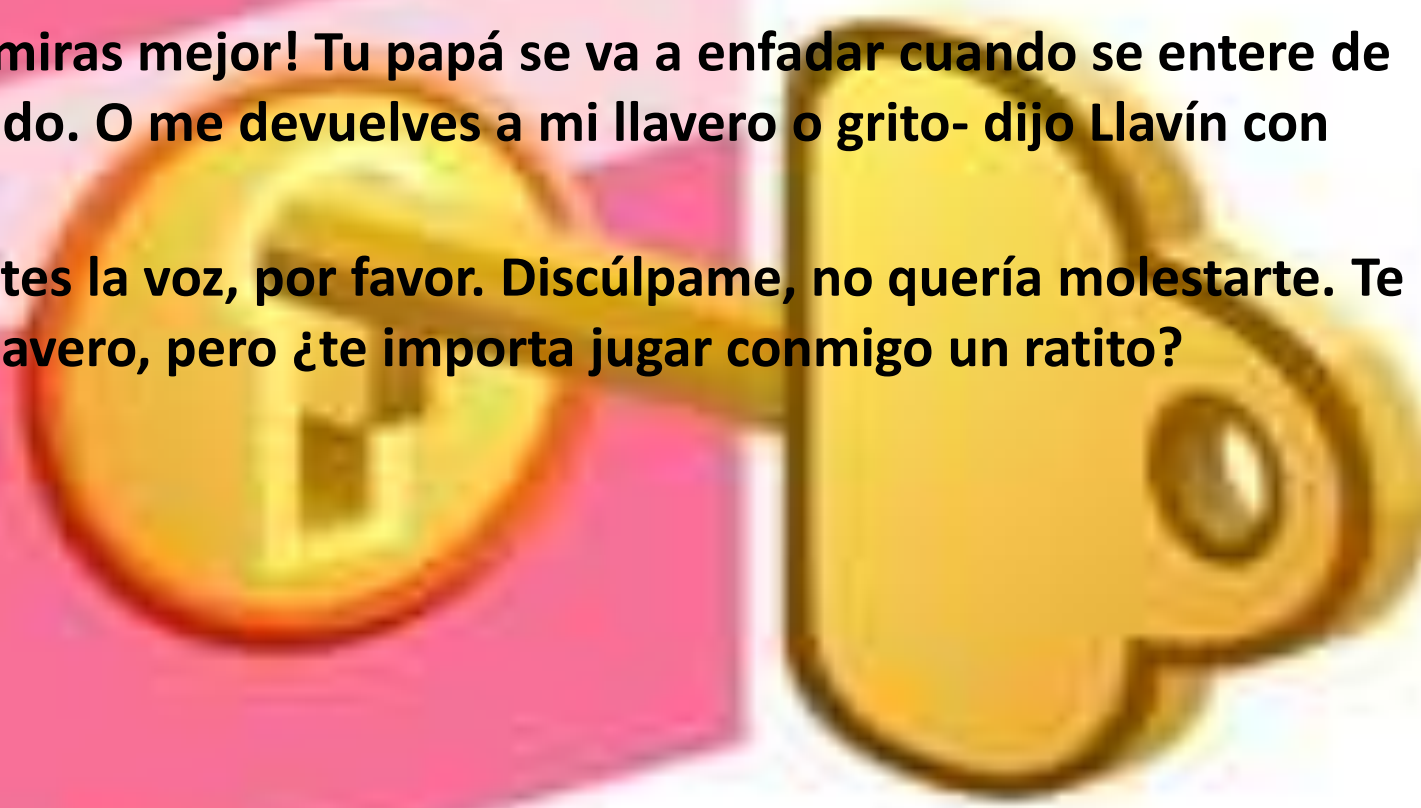 miras mejor! Tu papá se va a enfadar cuando se entere de
do. O me devuelves a mi llavero o grito- dijo Llavín con
tes la voz, por favor. Discúlpame, no quería molestarte. Te
avero, pero ¿te importa jugar conmigo un ratito?